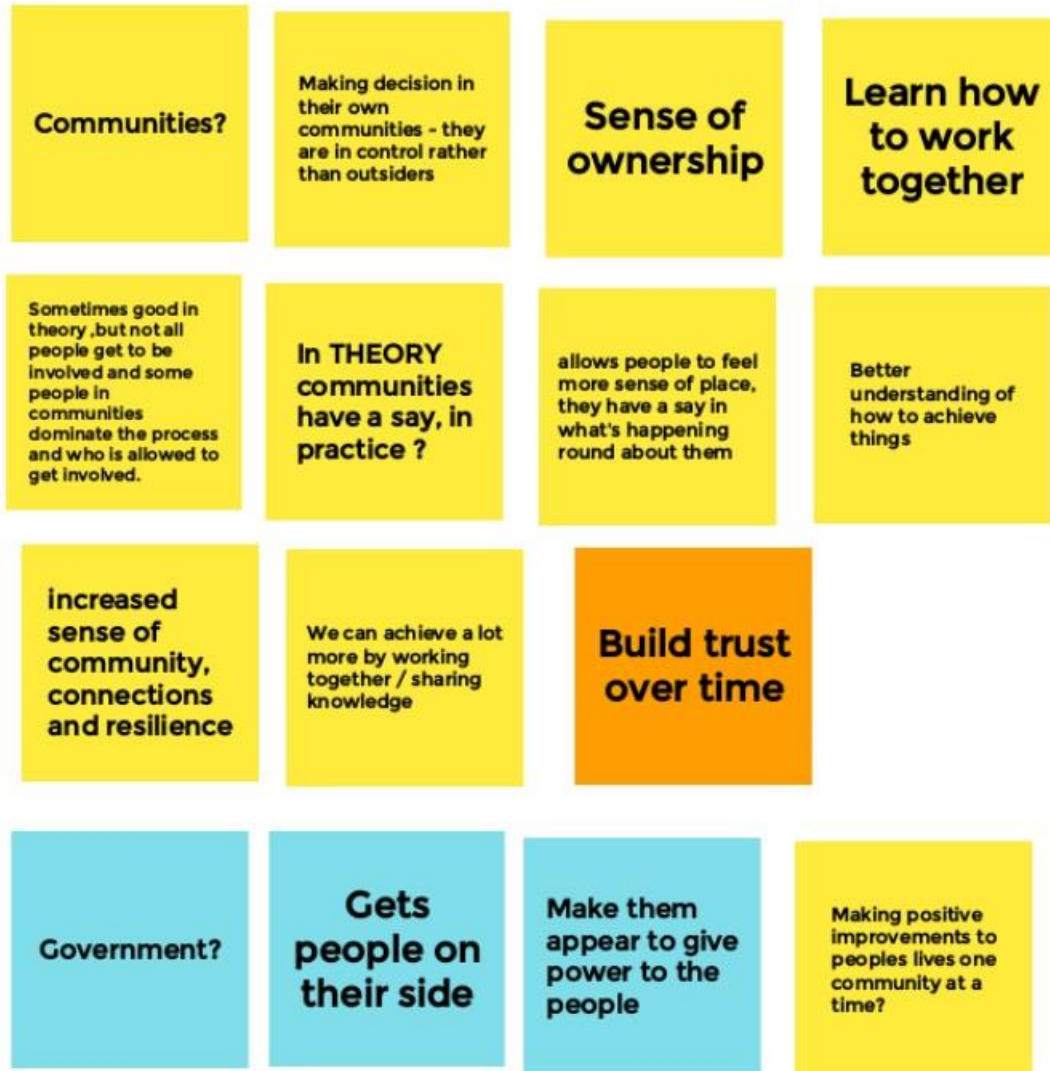 Communities?
Making decision in
their own
communities - they
are in control rather
than outsiders
Sense of
ownership
Learn how
to work
together
Sometimes good in
theory ,but not all
people get to be
involved and some
people in
communities
dominate the process
and who is allowed to
get involved.
In THEORY
communities
have a say, in
practice ?
allows people to feel
more sense of place,
they have a say in
what's happening
round about them
Better
understanding of
how to achieve
things
increased
sense of
community,
connections
and resilience
We can achieve a lot
more by working
together / sharing
knowledge
Build trust
over time
Government?
Gets
people on
their side
Make them
appear to give
power to the
people
Making positive
improvements to
peoples lives one
community at a
time?